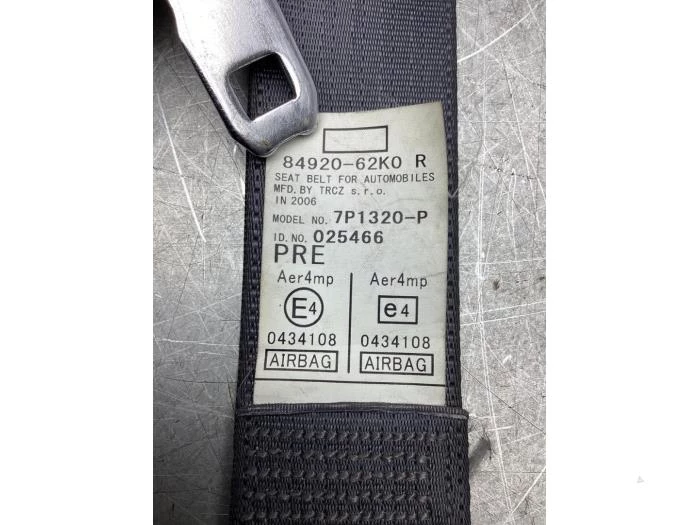 84920-62K0 R
SEAT BELT FOR AUTOMOBILES
MFD. BY TRCZ s.r.o.
IN 2006
MODEL NO. 7P1320-P
ID. NO. 025466
PRE
Aer4mp Aer4mp
E4 e4
0434108 0434108
AIRBAG AIRBAG